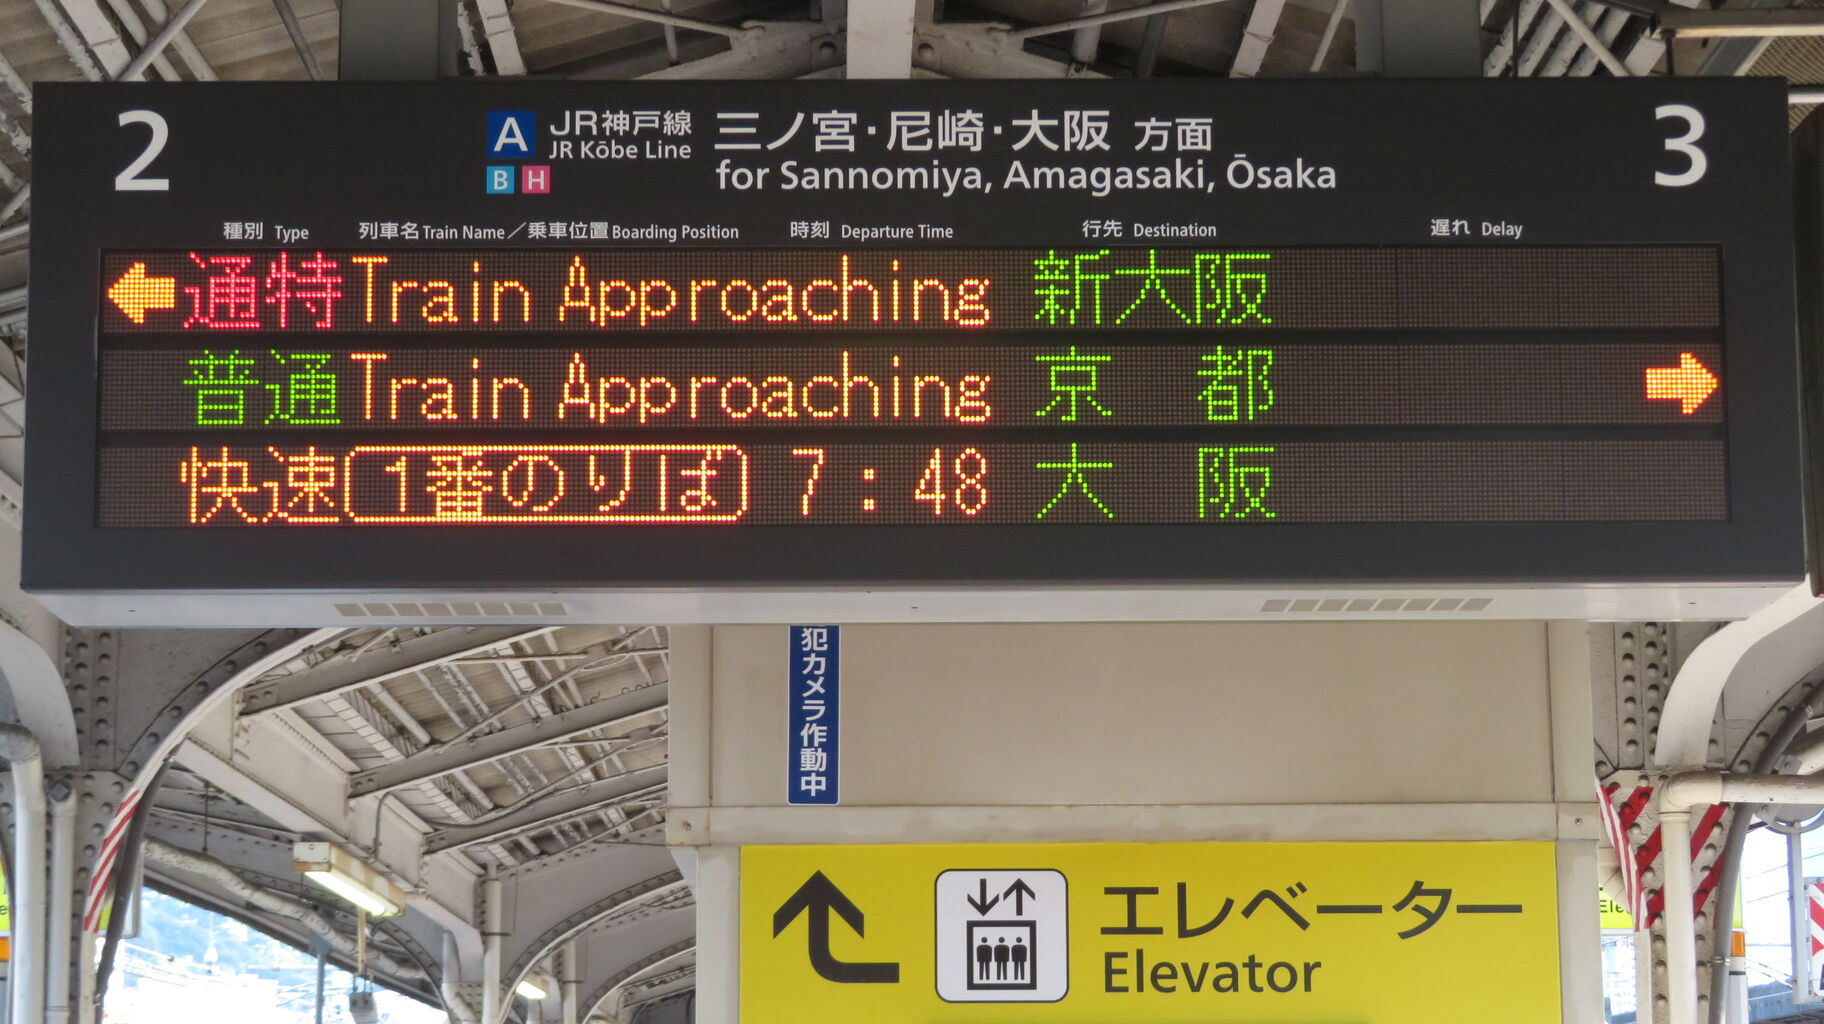 2
A JR神戸線 三ノ宮・尼崎・大阪 方面
JR Kōbe Line for Sannomiya, Amagasaki, Ōsaka
B H
3
種別 Type 列車名 Train Name／乗車位置 Boarding Position 時刻 Departure Time 行先 Destination 遅れ Delay
通特 Train Approaching 新大阪
普通 Train Approaching 京 都
快速 1番のりば 7:48 大 阪
犯カメラ作動中
エレベーター
Elevator
Ele